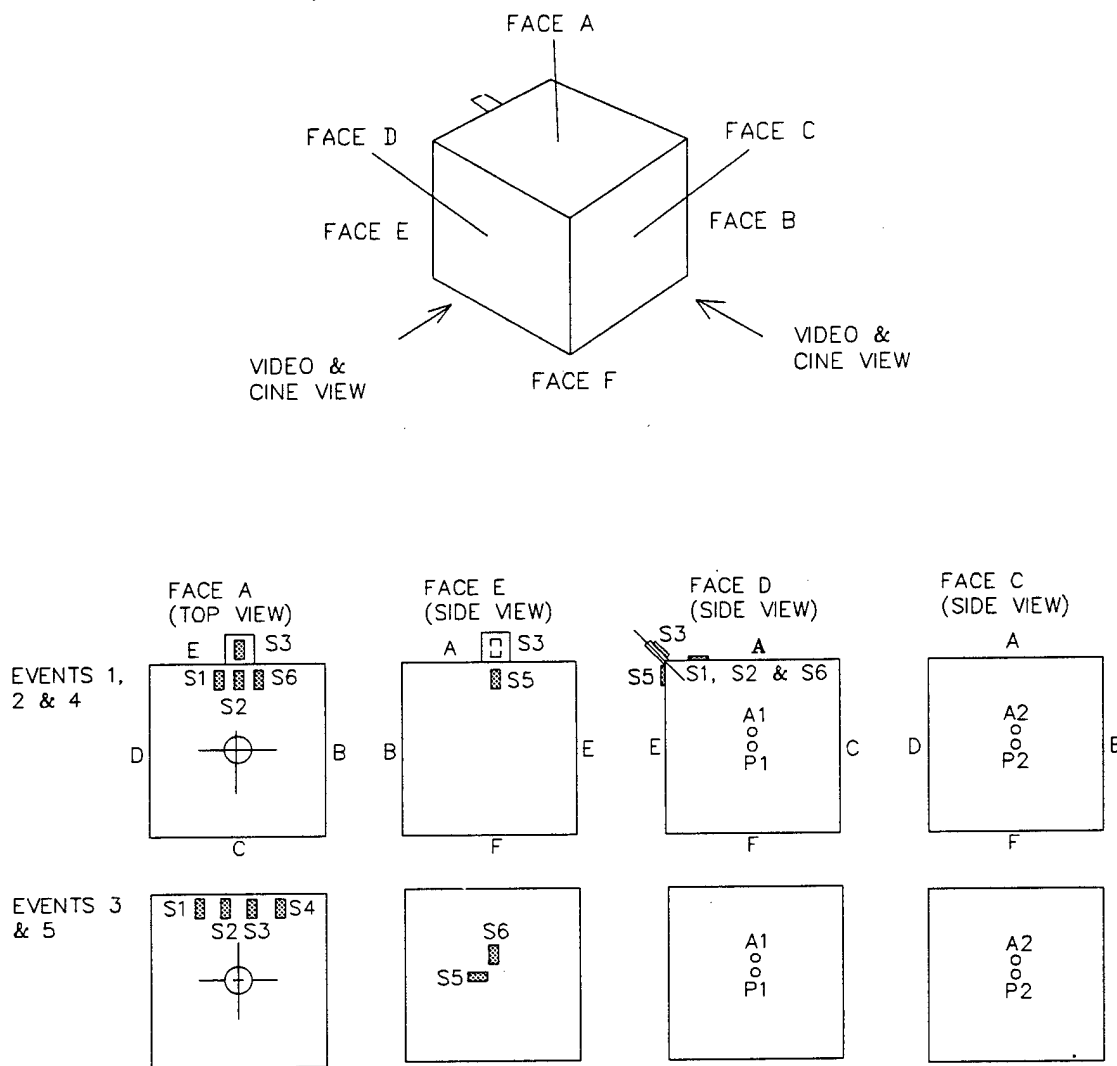 FACE A
FACE D
FACE C
FACE E
FACE B
VIDEO &
CINE VIEW
VIDEO &
CINE VIEW
FACE F
FACE A
(TOP VIEW)
FACE E
(SIDE VIEW)
FACE D
(SIDE VIEW)
FACE C
(SIDE VIEW)
EVENTS 1,
2 & 4
E
S3
S1
S6
S2
D
B
C
A
S3
S5
B
E
F
S3
A
S5
S1, S2 & S6
A1
P1
E
C
F
A
A2
P2
D
B
F
EVENTS 3
& 5
S1
S4
S2 S3
S6
S5
A1
P1
A2
P2